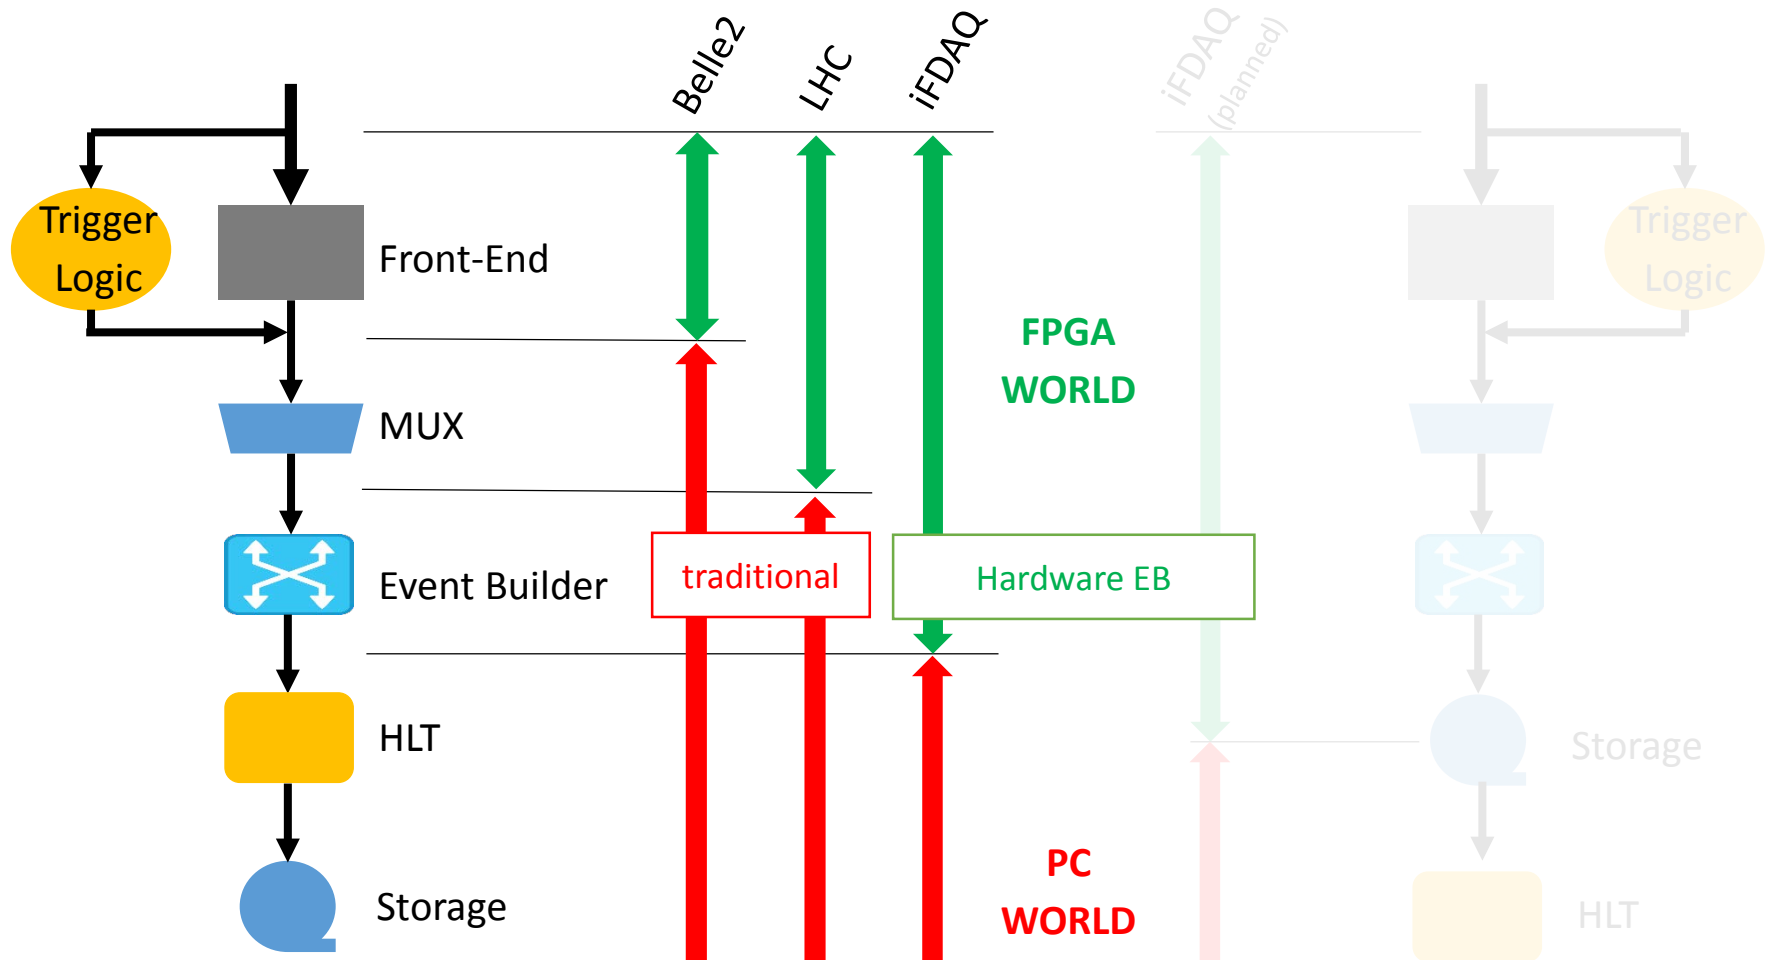 Belle2
LHC
iFDAQ
iFDAQ
(planned)
Trigger
Logic
Front-End
FPGA
WORLD
MUX
traditional
Hardware EB
Event Builder
HLT
PC
WORLD
Storage
Trigger
Logic
Storage
HLT